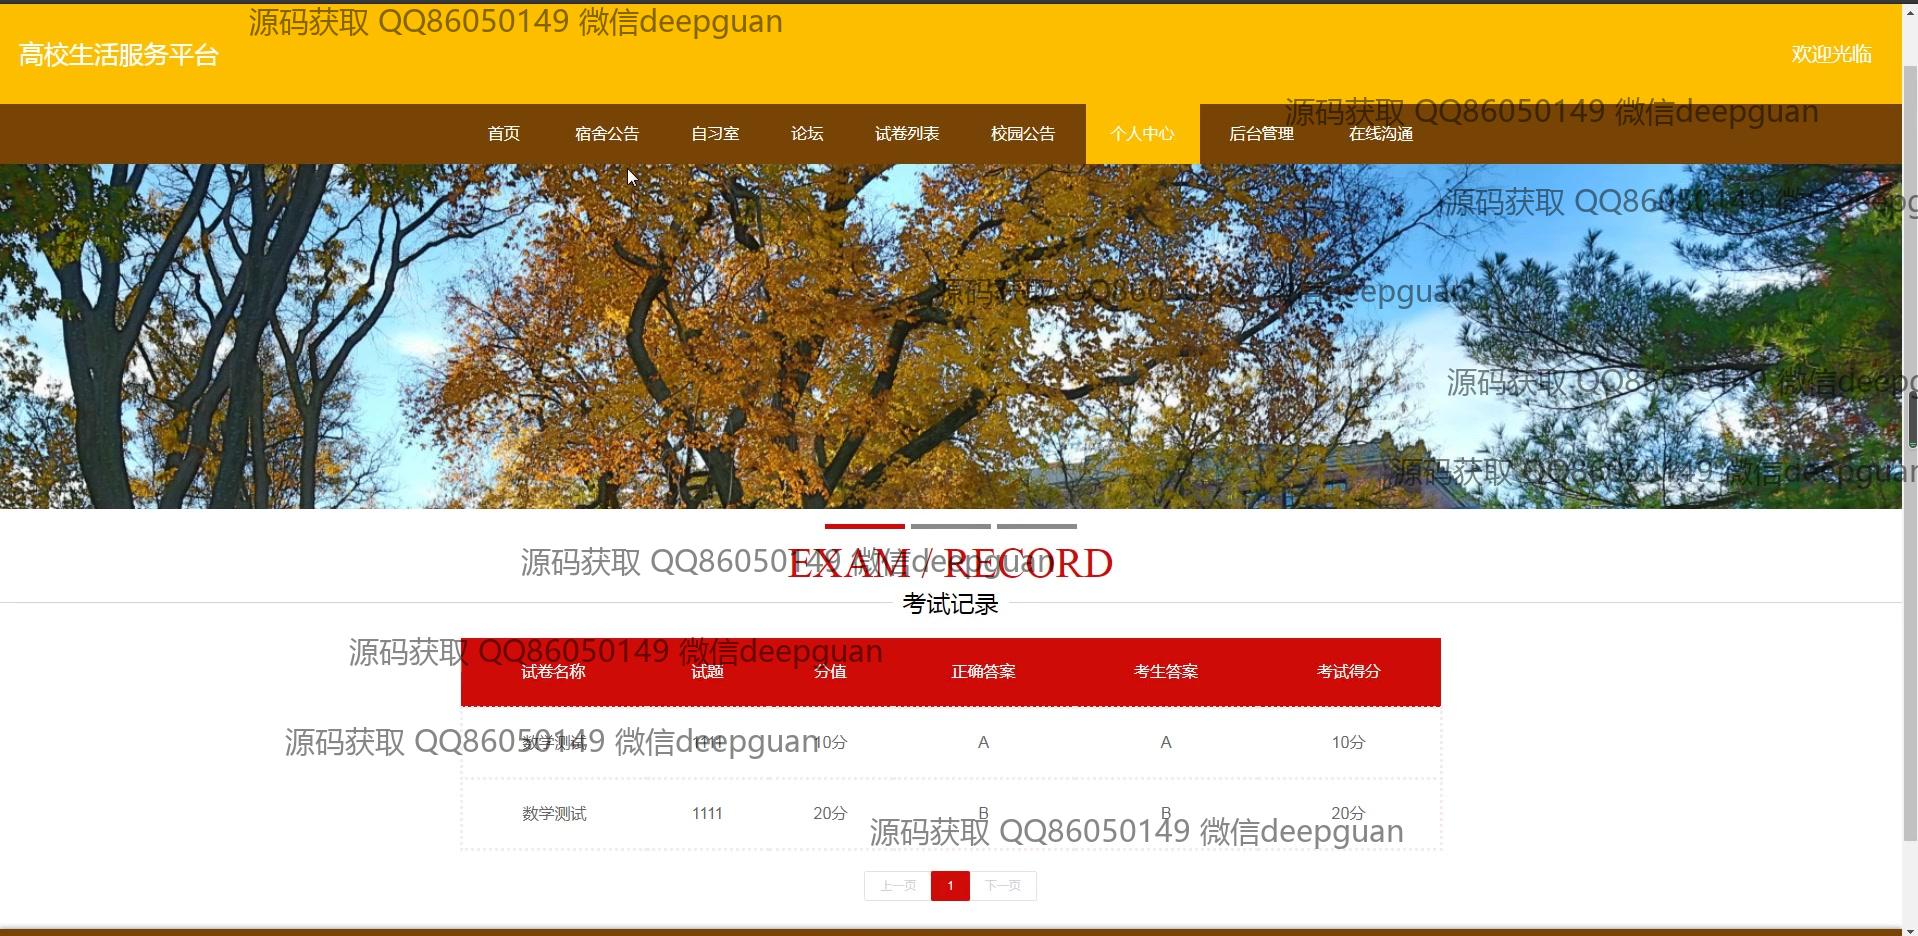 源码获取 QQ86050149 微信deepguan
高校生活服务平台
欢迎光临
源码获取 QQ86050149 微信deepguan
首页 宿舍公告 自习室 论坛 试卷列表 校园公告 个人中心 后台管理 在线沟通
源码获取 QQ86050149 微信deepg
源码获取 QQ86050149 微信deepguan
源码获取 QQ86050149 微信deepg
源码获取 QQ86050149 微信deepguan
源码获取 QQ86050149 微信deepguan
EXAM / RECORD
考试记录
源码获取 QQ86050149 微信deepguan
试卷名称 试题 分值 正确答案 考生答案 考试得分
源码获取 QQ86050149 微信deepguan
数学测试 1111 10分 A A 10分
数学测试 1111 20分 B B 20分
源码获取 QQ86050149 微信deepguan
上一页 1 下一页